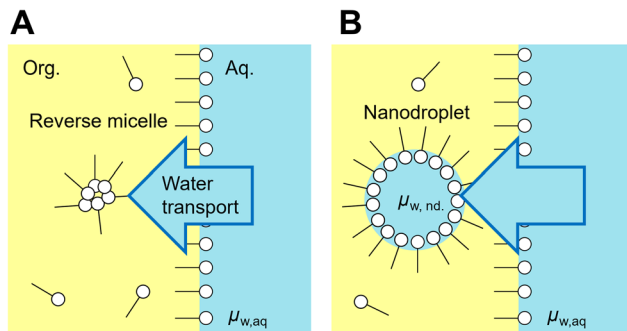 A
Org.
Aq.
Reverse micelle
Water
transport
μw,aq
B
Nanodroplet
μw, nd.
μw,aq